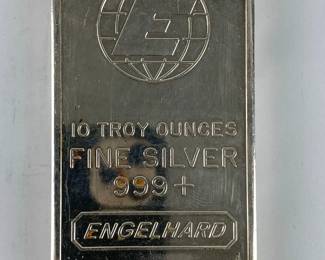 E
10 TROY OUNCES
FINE SILVER
999+
ENGELHARD